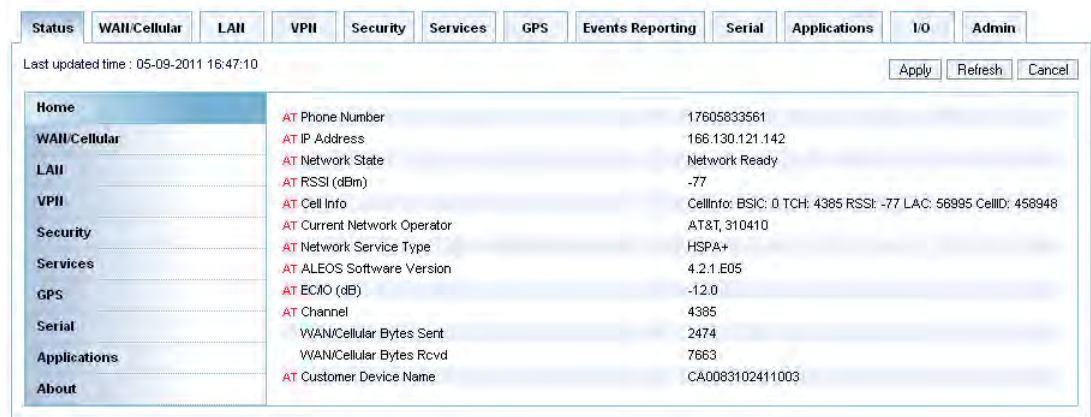 Status WAN/Cellular LAN VPN Security Services GPS Events Reporting Serial Applications I/O Admin
Last updated time : 05-09-2011 16:47:10
Apply Refresh Cancel
Home
WAN/Cellular
LAN
VPN
Security
Services
GPS
Serial
Applications
About
AT Phone Number 17605833561
AT IP Address 166.130.121.142
AT Network State Network Ready
AT RSSI (dBm) -77
AT Cell Info CellInfo: BSIC: 0 TCH: 4385 RSSI: -77 LAC: 56995 CellID: 458948
AT Current Network Operator AT&T, 310410
AT Network Service Type HSPA+
AT ALEOS Software Version 4.2.1.E05
AT EC/IO (dB) -12.0
AT Channel 4385
WAN/Cellular Bytes Sent 2474
WAN/Cellular Bytes Rcvd 7663
AT Customer Device Name CA0083102411003